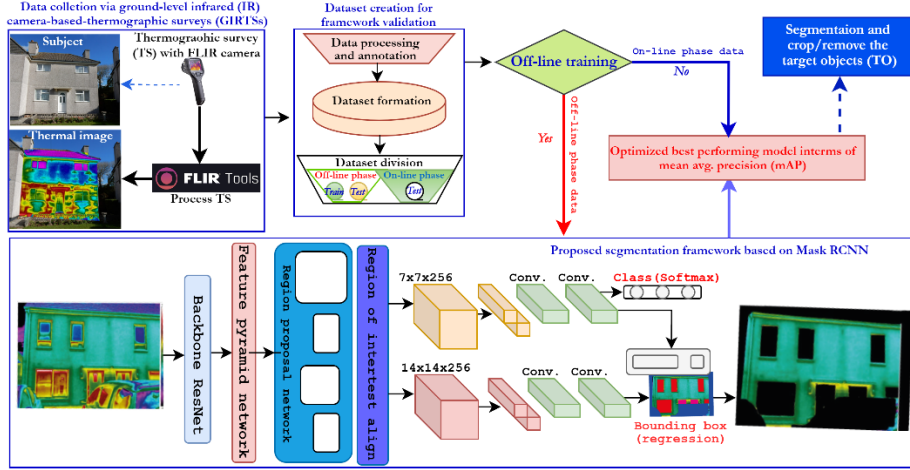 Data colletion via ground-level infrared (IR)
camera-based-thermographic surveys (GIRTSs)
Subject
Thermograohic survey
(TS) with FLIR camera
Thermal image
FLIR Tools
Process TS
Dataset creation for
framework validation
Data processing
and annotation
Dataset formation
Dataset division
Off-line phase
On-line phase
Train
Test
Test
Off-line training
On-line phase data
No
Yes
Off-line phase data
Segmentaion and
crop/remove the
target objects (TO)
Optimized best performing model interms of
mean avg. precision (mAP)
Proposed segmentation framework based on Mask RCNN
Backbone ResNet
Feature pyramid network
Region proposal network
Region of intertest align
7x7x256
Conv.
Conv.
Class(Softmax)
14x14x256
Conv.
Conv.
Bounding box
(regression)